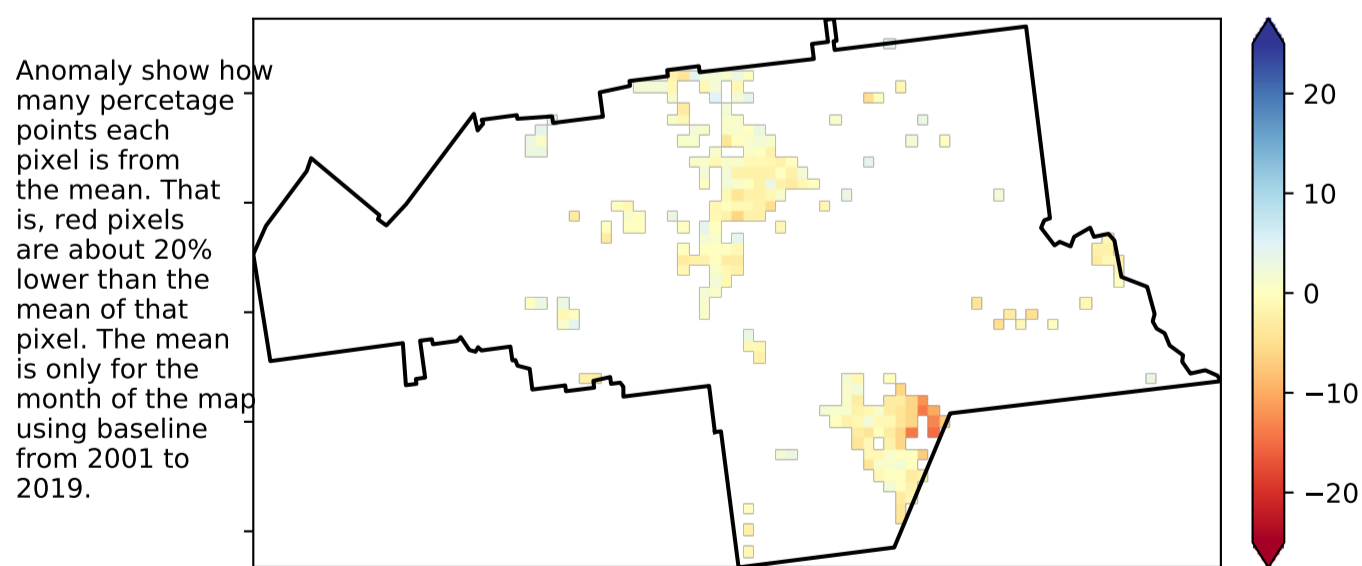 Anomaly show how
many percetage
points each
pixel is from
the mean. That
is, red pixels
are about 20%
lower than the
mean of that
pixel. The mean
is only for the
month of the map
using baseline
from 2001 to
2019.
20
10
0
−10
−20